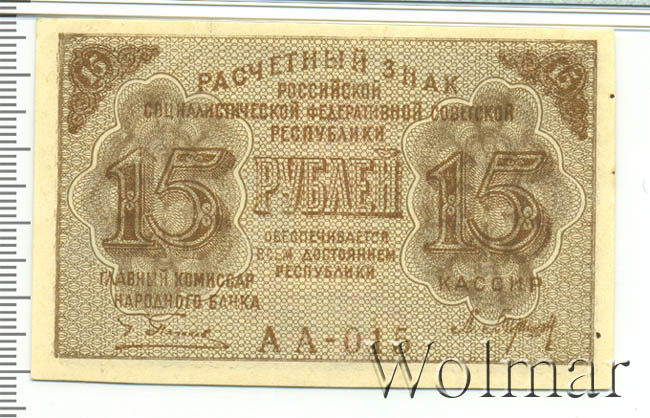 15
15
РАСЧЕТНЫЙ ЗНАК
РОССИЙСКОЙ
СОЦИАЛИСТИЧЕСКОЙ ФЕДЕРАТИВНОЙ СОВЕТСКОЙ
РЕСПУБЛИКИ
15
РУБЛЕЙ
15
ОБЕСПЕЧИВАЕТСЯ
ВСЕМ ДОСТОЯНИЕМ
РЕСПУБЛИКИ
ГЛАВНЫЙ КОМИССАР
НАРОДНОГО БАНКА
КАССИР
АА-015
Wolmar